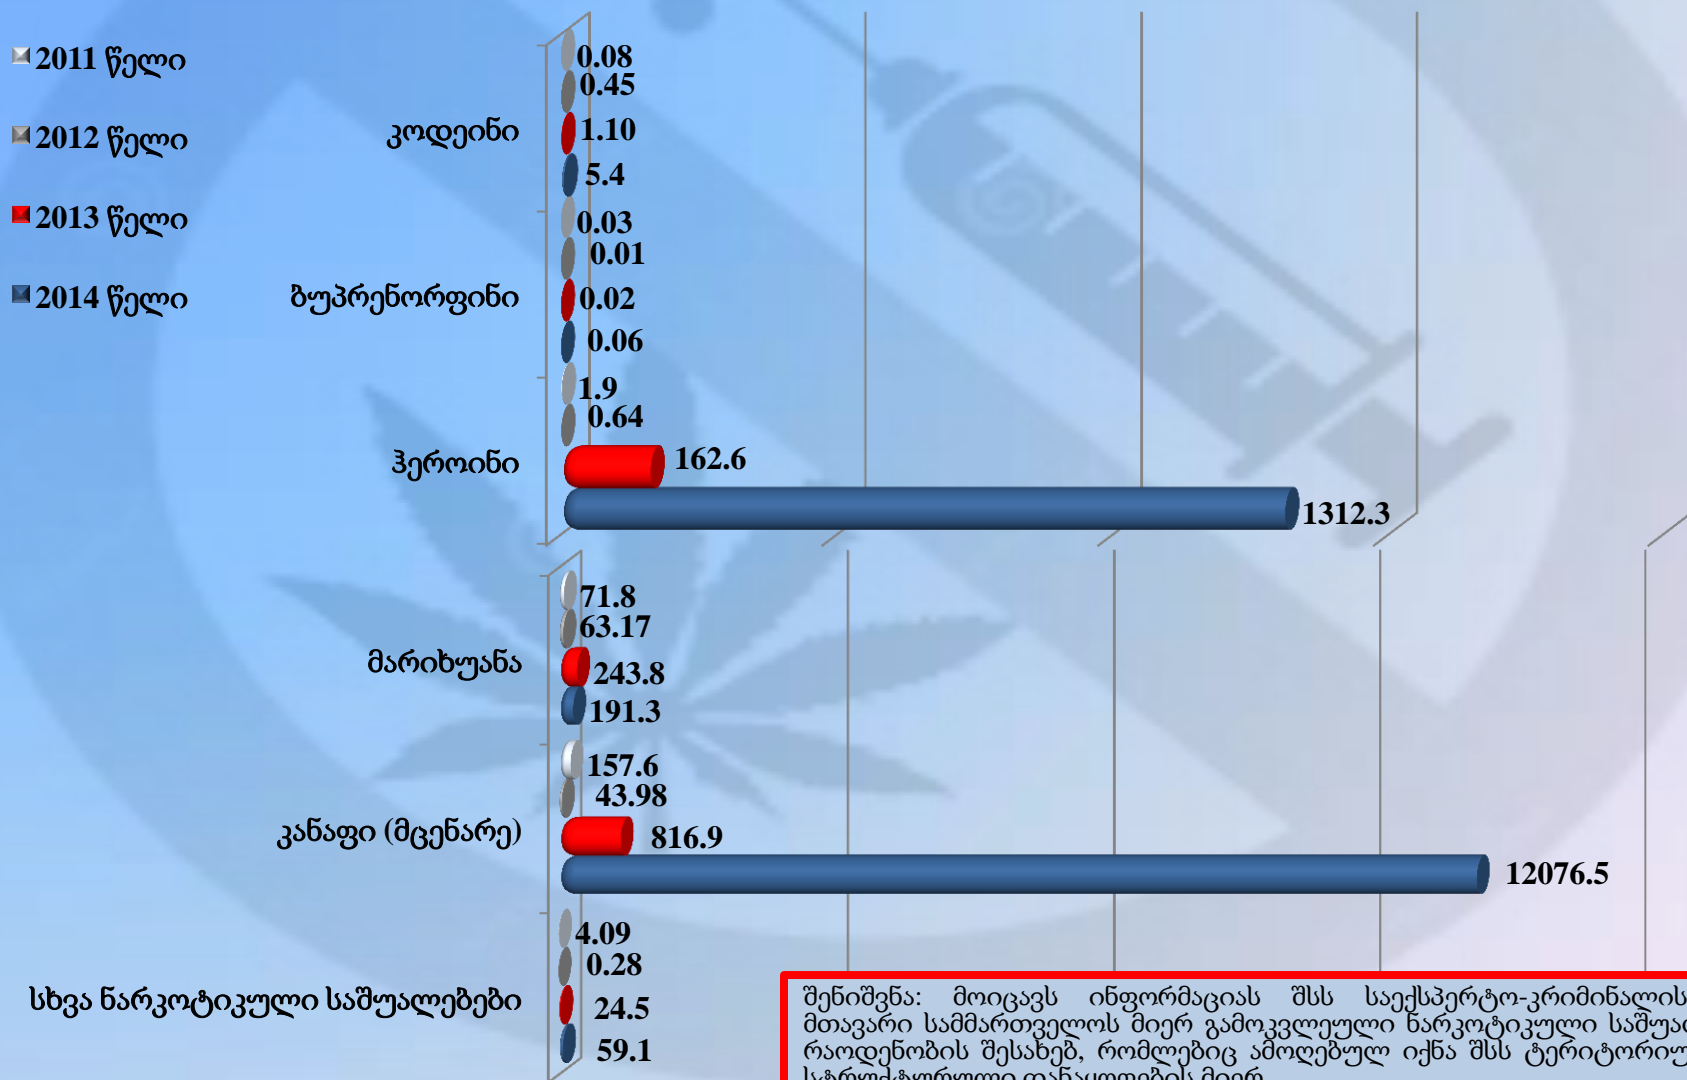 2011 წელი
2012 წელი
2013 წელი
2014 წელი
კოდეინი
0.08
0.45
1.10
5.4
ბუპრენორფინი
0.03
0.01
0.02
0.06
ჰეროინი
1.9
0.64
162.6
1312.3
მარიხუანა
71.8
63.17
243.8
191.3
კანაფი (მცენარე)
157.6
43.98
816.9
12076.5
სხვა ნარკოტიკული საშუალებები
4.09
0.28
24.5
59.1
შენიშვნა: მოიცავს ინფორმაციას შსს საექსპერტო-კრიმინალის
მთავარი სამმართველოს მიერ გამოკვლეული ნარკოტიკული საშუალ
რაოდენობის შესახებ, რომლებიც ამოღებულ იქნა შსს ტერიტორიუ
სტრუქტურული დანაყოფების მიერ